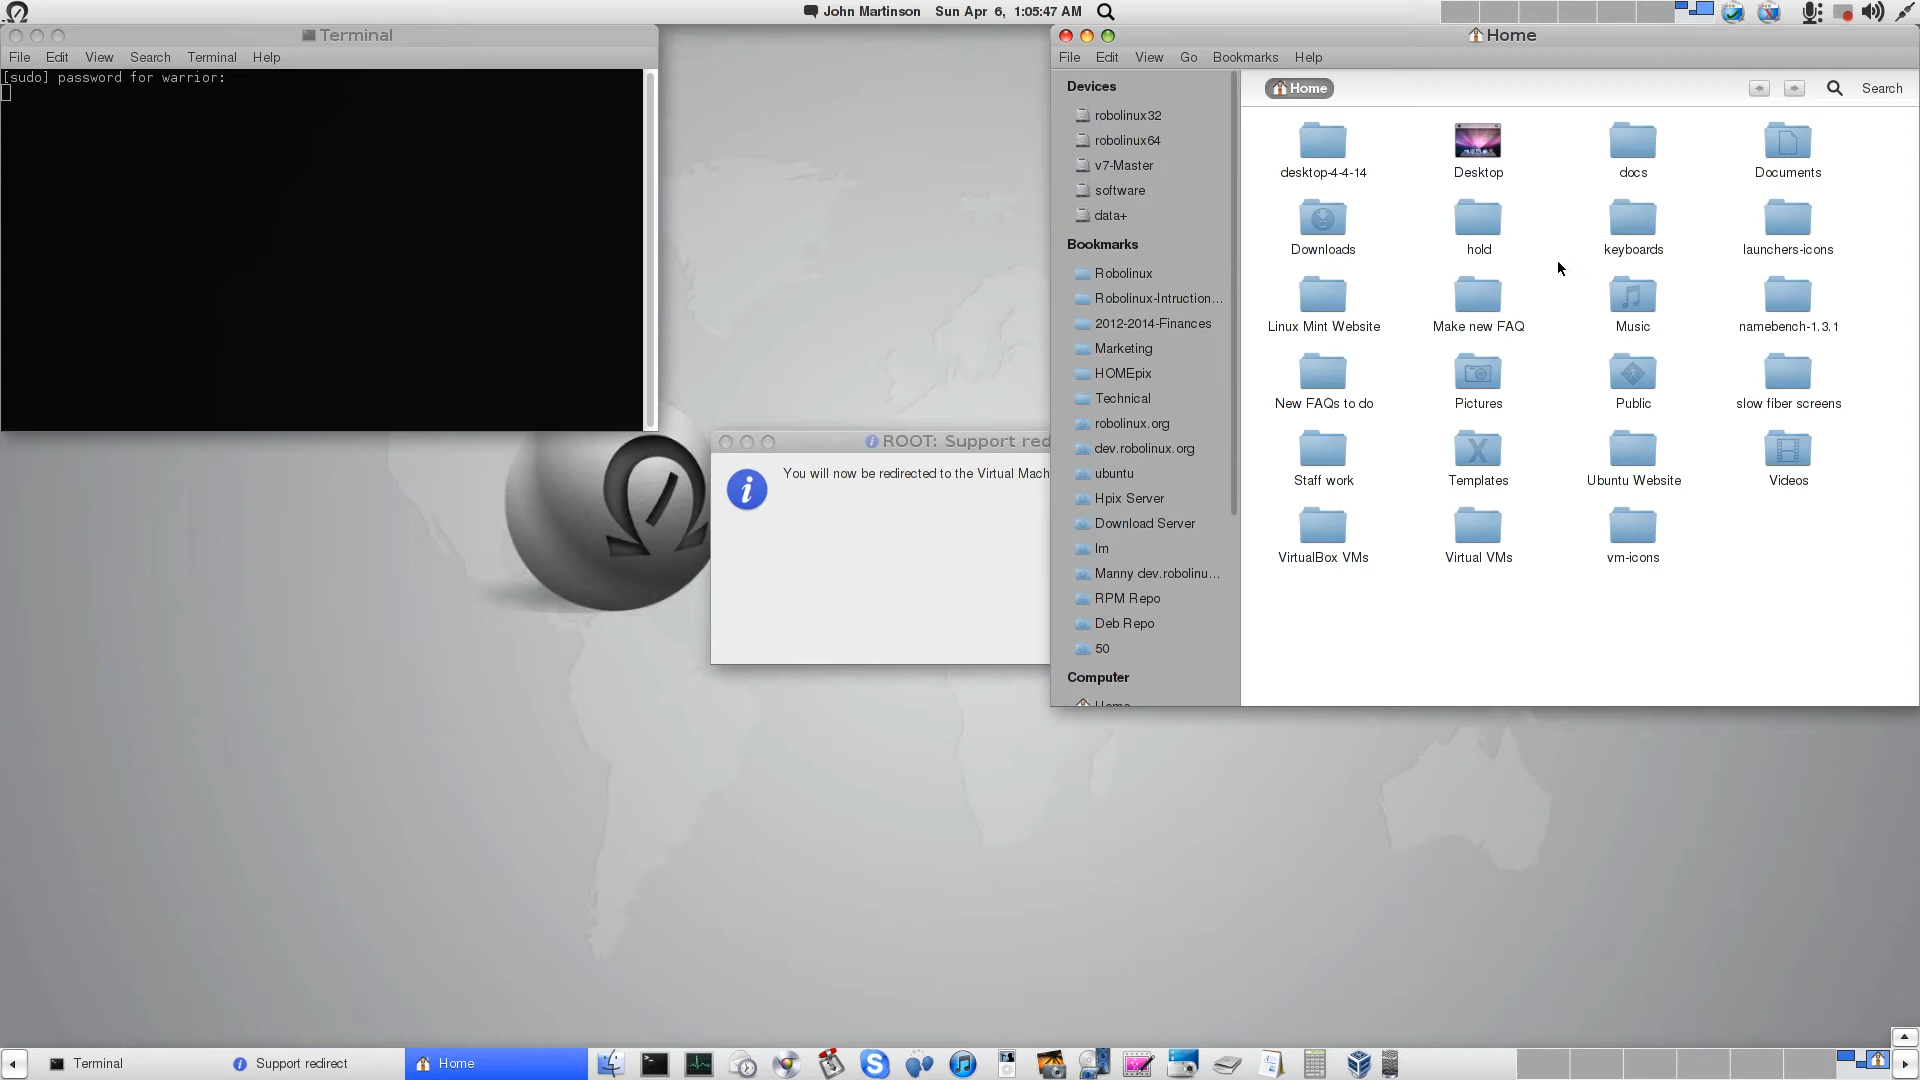 John Martinson Sun Apr 6, 1:05:47 AM
Terminal
File Edit View Search Terminal Help
[sudo] password for warrior:
ROOT: Support red
You will now be redirected to the Virtual Mach
Home
File Edit View Go Bookmarks Help
Devices
robolinux32
robolinux64
v7-Master
software
data+
Bookmarks
Robolinux
Robolinux-Intruction...
2012-2014-Finances
Marketing
HOMEpix
Technical
robolinux.org
dev.robolinux.org
ubuntu
Hpix Server
Download Server
lm
Manny dev.robolinu...
RPM Repo
Deb Repo
50
Computer
Home
Home Search
desktop-4-4-14 Desktop docs Documents
Downloads hold keyboards launchers-icons
Linux Mint Website Make new FAQ Music namebench-1.3.1
New FAQs to do Pictures Public slow fiber screens
Staff work Templates Ubuntu Website Videos
VirtualBox VMs Virtual VMs vm-icons
Terminal Support redirect Home